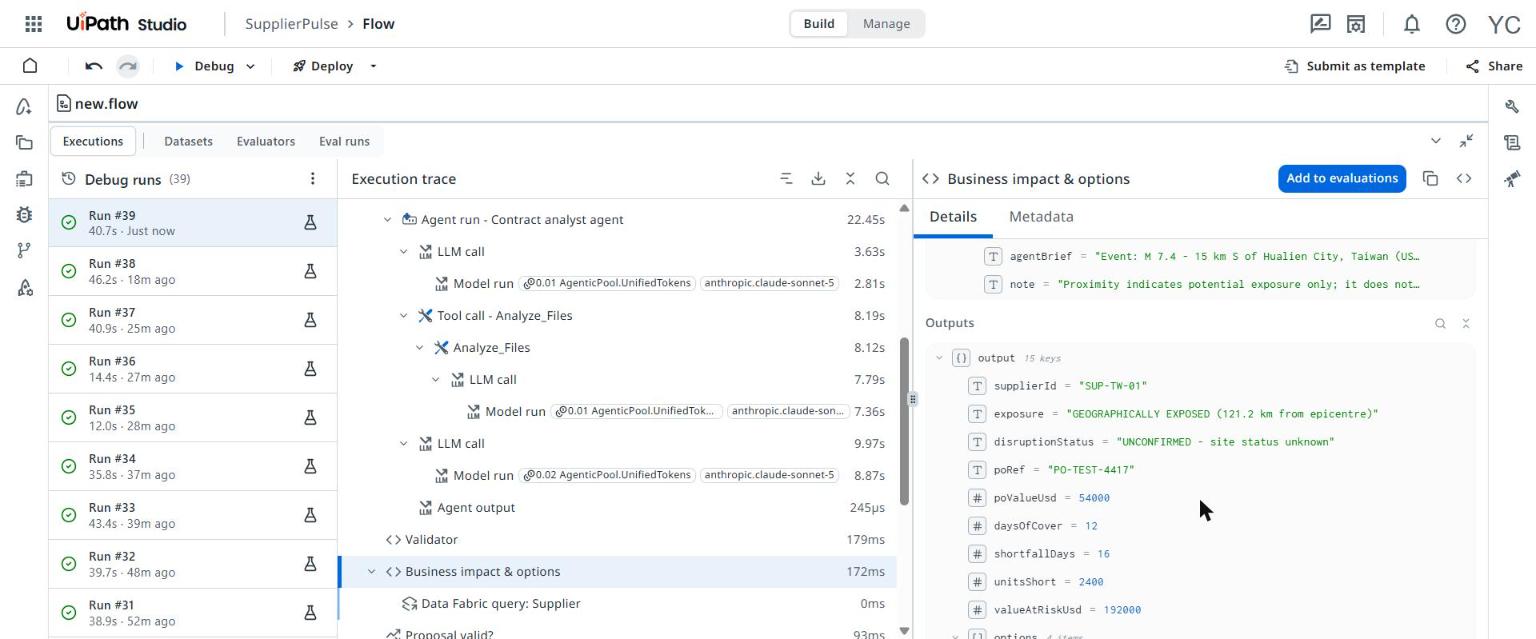 UiPath Studio SupplierPulse > Flow Build Manage YC
Debug Deploy Submit as template Share
new.flow
Executions Datasets Evaluators Eval runs
Debug runs (39)
Run #39
40.7s · Just now
Run #38
46.2s · 18m ago
Run #37
40.9s · 25m ago
Run #36
14.4s · 27m ago
Run #35
12.0s · 28m ago
Run #34
35.8s · 37m ago
Run #33
43.4s · 39m ago
Run #32
39.7s · 48m ago
Run #31
38.9s · 52m ago
Execution trace
Agent run - Contract analyst agent 22.45s
LLM call 3.63s
Model run 0.01 AgenticPool.UnifiedTokens anthropic.claude-sonnet-5 2.81s
Tool call - Analyze_Files 8.19s
Analyze_Files 8.12s
LLM call 7.79s
Model run 0.01 AgenticPool.UnifiedTok... anthropic.claude-son... 7.36s
LLM call 9.97s
Model run 0.02 AgenticPool.UnifiedTokens anthropic.claude-sonnet-5 8.87s
Agent output 245µs
Validator 179ms
Business impact & options 172ms
Data Fabric query: Supplier 0ms
Proposal valid? 93ms
Business impact & options Add to evaluations
Details Metadata
T agentBrief = "Event: M 7.4 - 15 km S of Hualien City, Taiwan (US…
T note = "Proximity indicates potential exposure only; it does not…
Outputs
{} output 15 keys
T supplierId = "SUP-TW-01"
T exposure = "GEOGRAPHICALLY EXPOSED (121.2 km from epicentre)"
T disruptionStatus = "UNCONFIRMED - site status unknown"
T poRef = "PO-TEST-4417"
# poValueUsd = 54000
# daysOfCover = 12
# shortfallDays = 16
# unitsShort = 2400
# valueAtRiskUsd = 192000
[] options 4 items